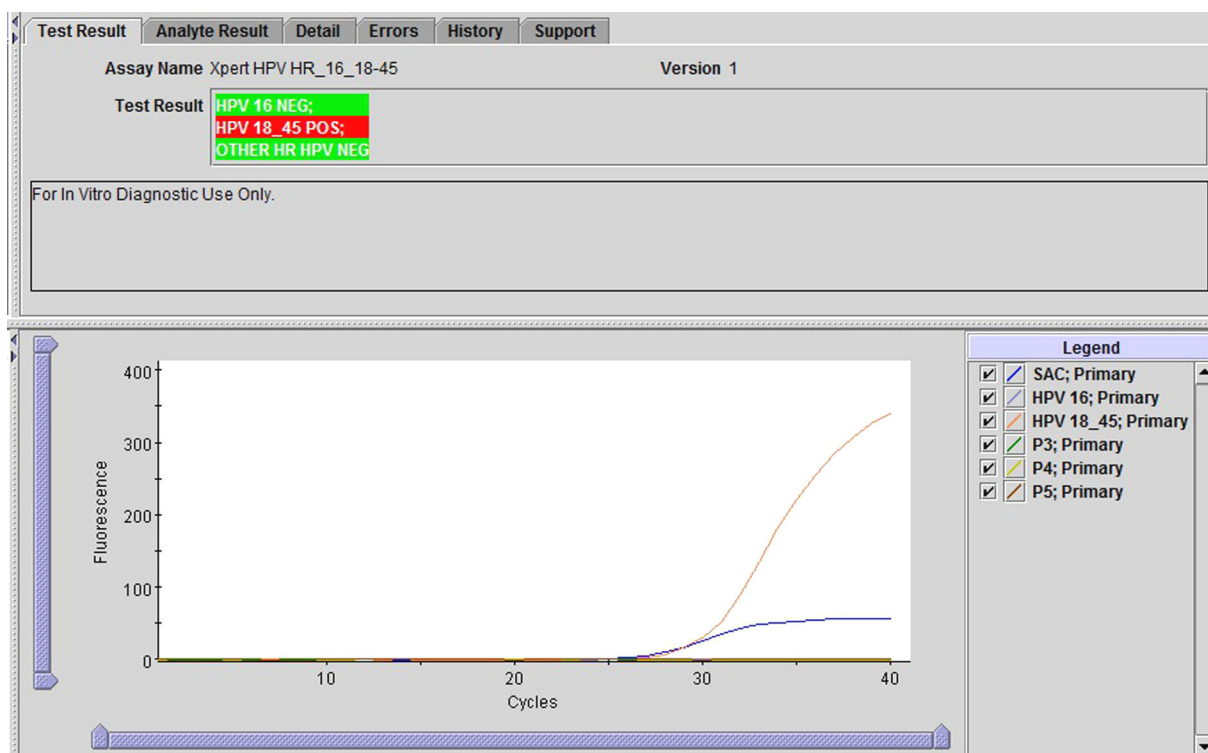 Test Result Analyte Result Detail Errors History Support
Assay Name Xpert HPV HR_16_18-45 Version 1
Test Result HPV 16 NEG;
HPV 18_45 POS;
OTHER HR HPV NEG
For In Vitro Diagnostic Use Only.
Legend
SAC; Primary
HPV 16; Primary
HPV 18_45; Primary
P3; Primary
P4; Primary
P5; Primary
400
300
200
100
0
Fluorescence
10 20 30 40
Cycles